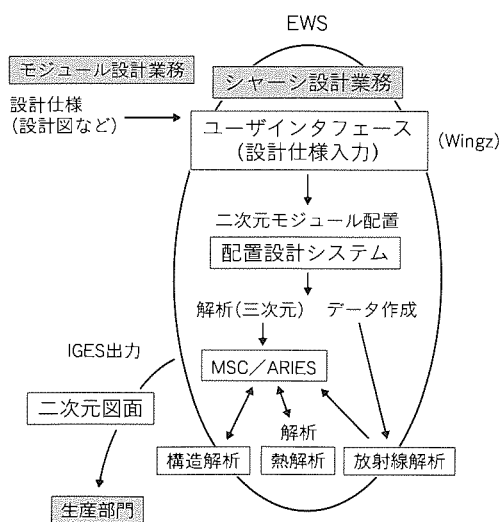 EWS
モジュール設計業務
シャーシ設計業務
設計仕様
(設計図など)
ユーザインタフェース
(設計仕様入力)
(Wingz)
二次元モジュール配置
配置設計システム
解析(三次元)
データ作成
IGES出力
MSC/ARIES
二次元図面
解析
構造解析
熱解析
放射線解析
生産部門